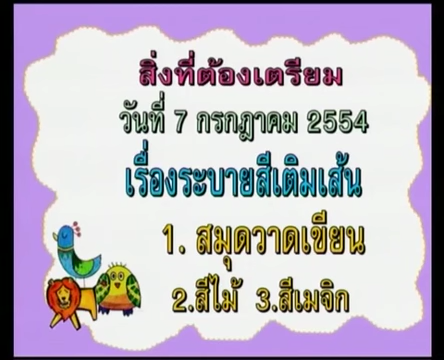 สิ่งที่ต้องเตรียม
วันที่ 7 กรกฎาคม 2554
เรื่องระบายสีเติมเส้น
1. สมุดวาดเขียน
2.สีไม้ 3.สีเมจิก